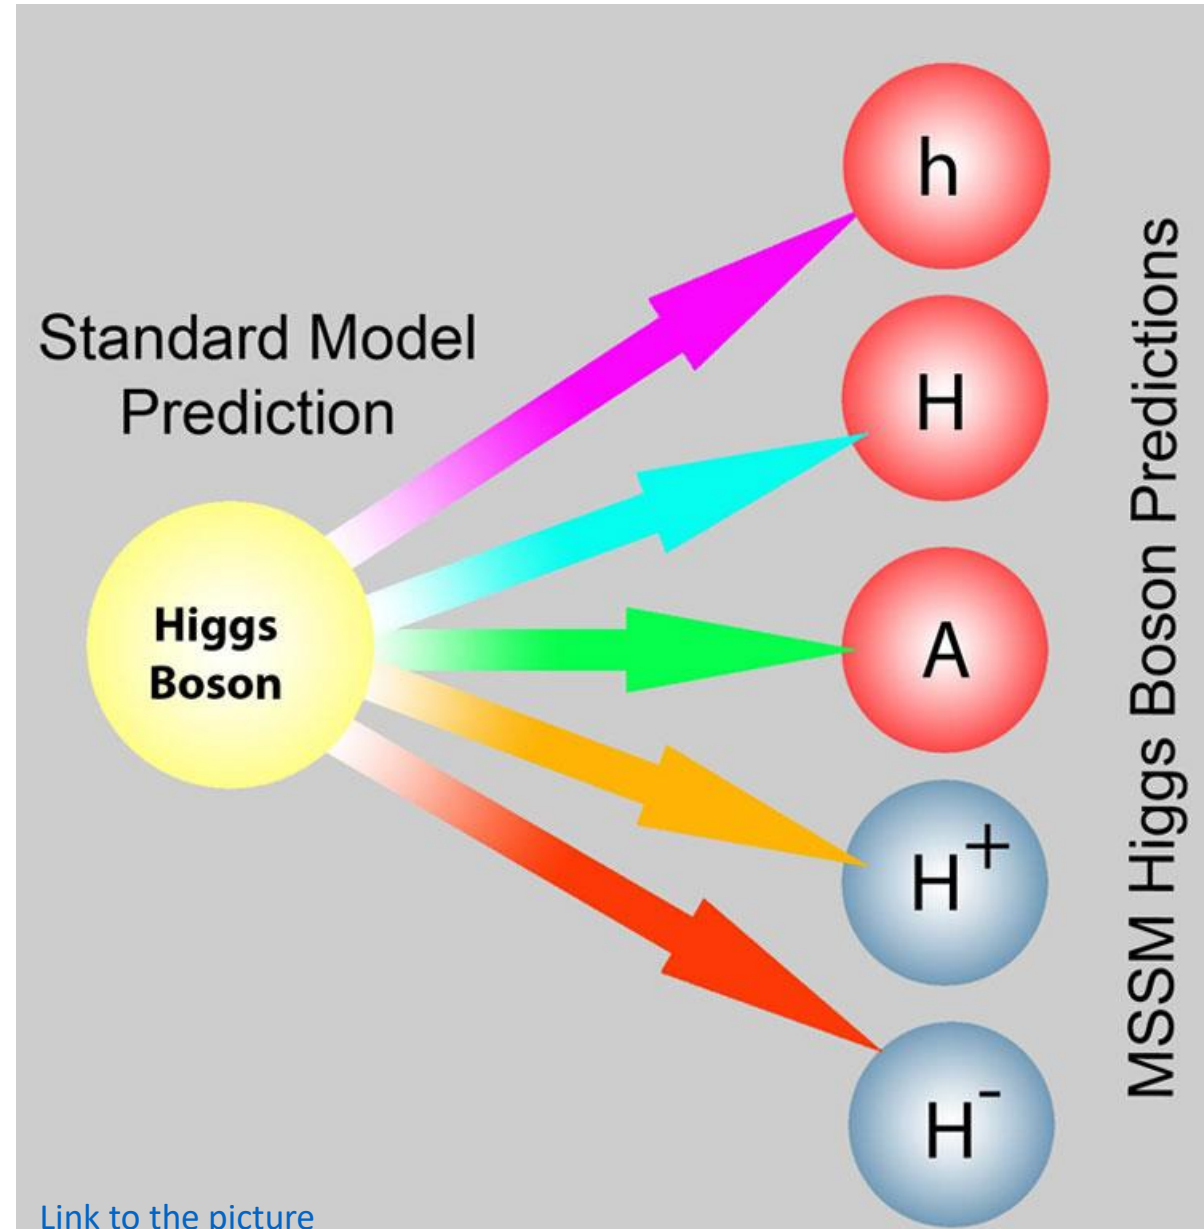 Standard Model
Prediction
Higgs
Boson
h
H
A
H+
H-
MSSM Higgs Boson Predictions
Link to the picture